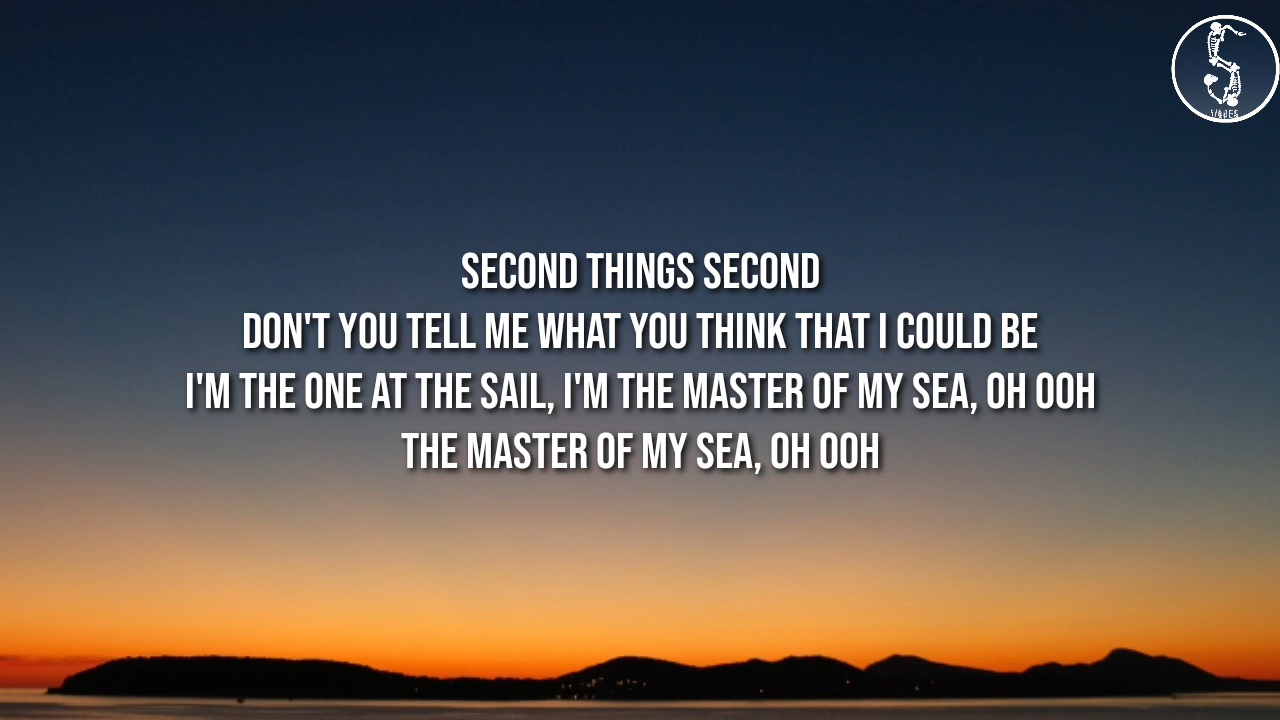 SECOND THINGS SECOND
DON'T YOU TELL ME WHAT YOU THINK THAT I COULD BE
I'M THE ONE AT THE SAIL, I'M THE MASTER OF MY SEA, OH OOH
THE MASTER OF MY SEA, OH OOH